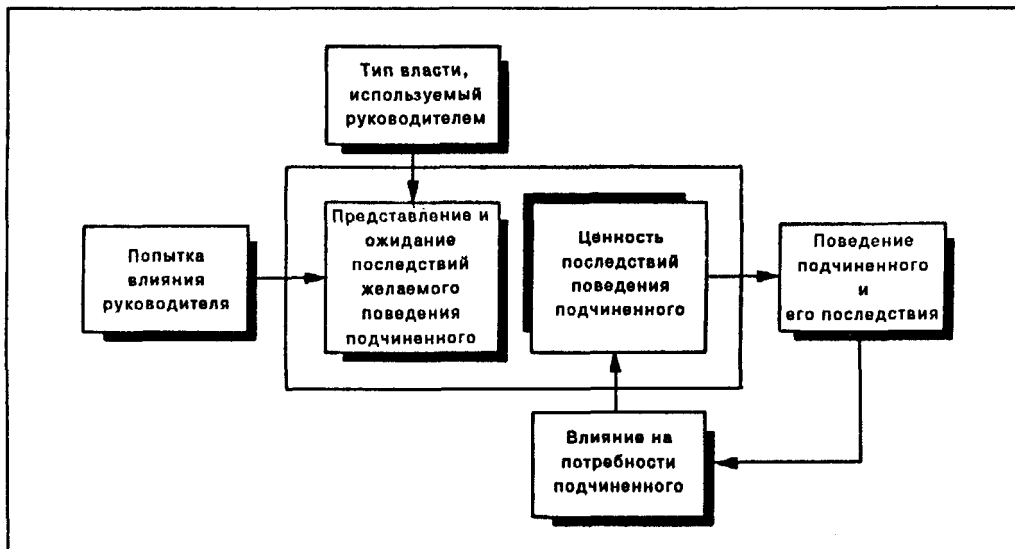 Тип власти,
используемый
руководителем
Попытка
влияния
руководителя
Представление и
ожидание
последствий
желаемого
поведения
подчиненного
Ценность
последствий
поведения
подчиненного
Поведение
подчиненного
и
его последствия
Влияние на
потребности
подчиненного